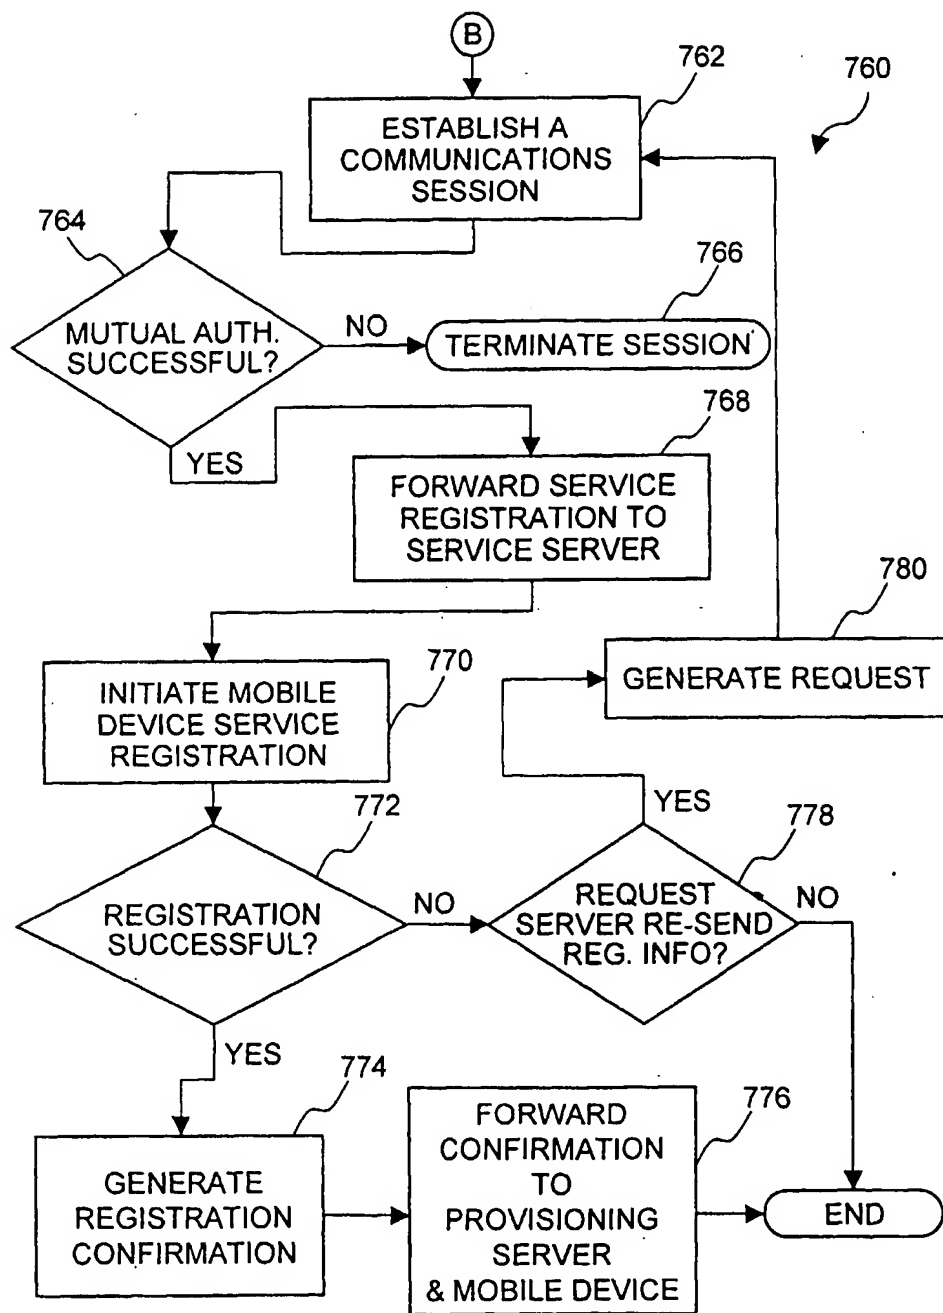 B
762
760
ESTABLISH A
COMMUNICATIONS
SESSION
764
766
MUTUAL AUTH.
SUCCESSFUL?
NO
TERMINATE SESSION
768
YES
FORWARD SERVICE
REGISTRATION TO
SERVICE SERVER
780
GENERATE REQUEST
770
INITIATE MOBILE
DEVICE SERVICE
REGISTRATION
YES
772
778
REGISTRATION
SUCCESSFUL?
NO
REQUEST
SERVER RE-SEND
REG. INFO?
NO
YES
774
776
GENERATE
REGISTRATION
CONFIRMATION
FORWARD
CONFIRMATION
TO
PROVISIONING
SERVER
& MOBILE DEVICE
END